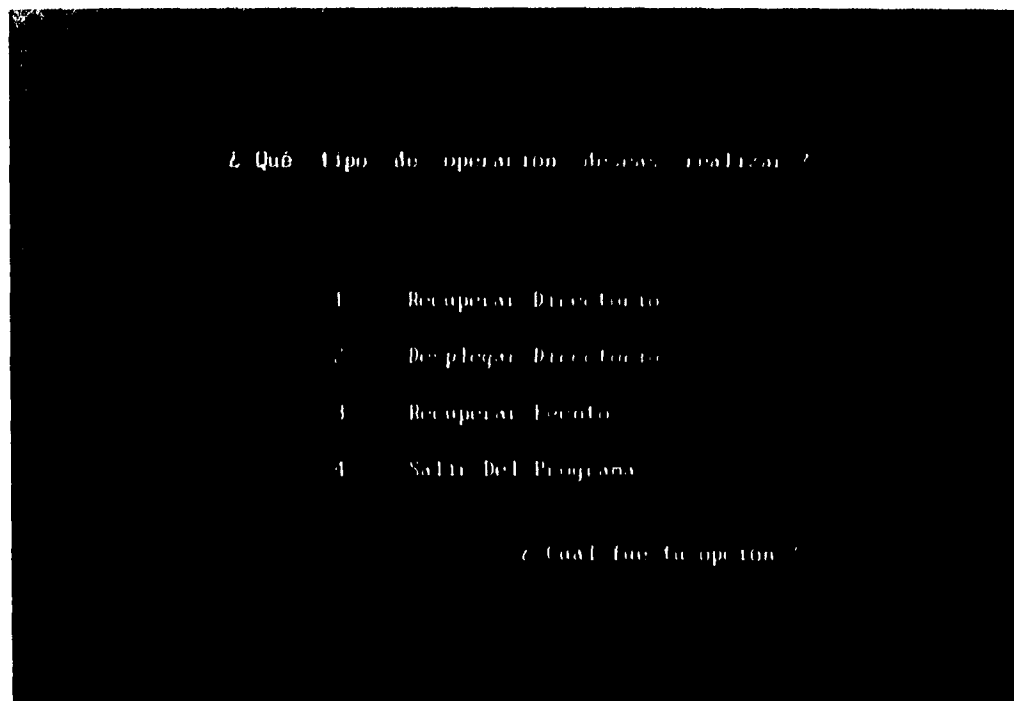 ¿ Qué tipo de operacion deseas realizar ?
1 Recuperar Directorio
2 Desplegar Directorio
3 Recuperar Evento
4 Salir Del Programa
¿ Cual fue tu opcion ?